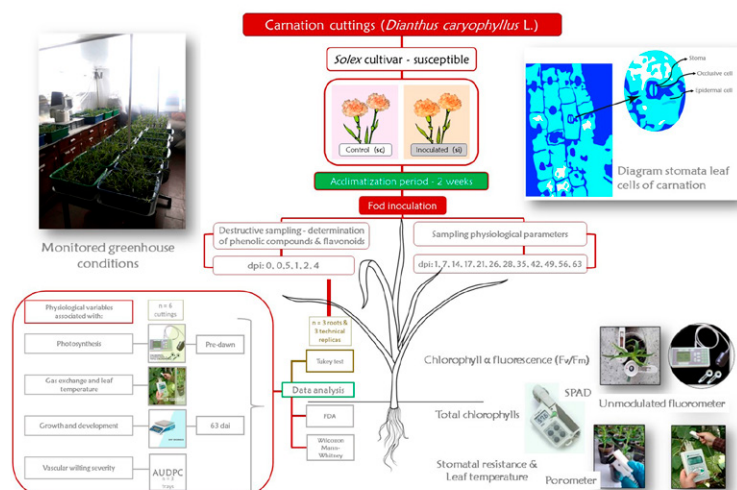 Carnation cuttings (Dianthus caryophyllus L.)
Solex cultivar - susceptible
Control (sc)
Inoculated (si)
Acclimatization period - 2 weeks
Fod inoculation
Monitored greenhouse
conditions
Stoma
Occlusive cell
Epidermal cell
Diagram stomata leaf
cells of carnation
Destructive sampling - determination
of phenolic compounds & flavonoids
dpi: 0, 0,5, 1, 2, 4
Sampling physiological parameters
dpi: 1, 7, 14, 17, 21, 26, 28, 35, 42, 49, 56, 63
n = 3 roots &
3 technical
replicas
Tukey test
Data analysis
FDA
Wilcoxon
Mann-
Whitney
Physiological variables
associated with:
n = 6
cuttings
Photosynthesis
Pre-dawn
Gas exchange and leaf
temperature
Growth and development
63 dai
Vascular wilting severity
AUDPC
Chlorophyll α fluorescence (Fv/Fm)
Unmodulated fluorometer
SPAD
Total chlorophylls
Stomatal resistance &
Leaf temperature
Porometer